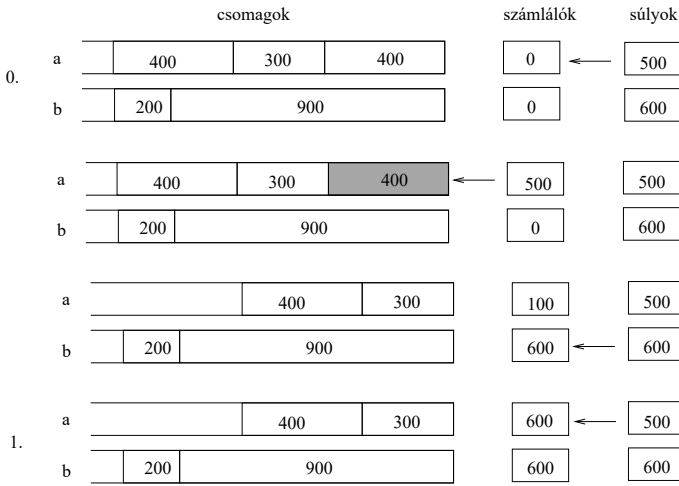 csomagok számlálók súlyok
a 400 300 400 0 500
0.
b 200 900 0 600
a 400 300 400 500 500
b 200 900 0 600
a 400 300 100 500
b 200 900 600 600
a 400 300 600 500
1.
b 200 900 600 600